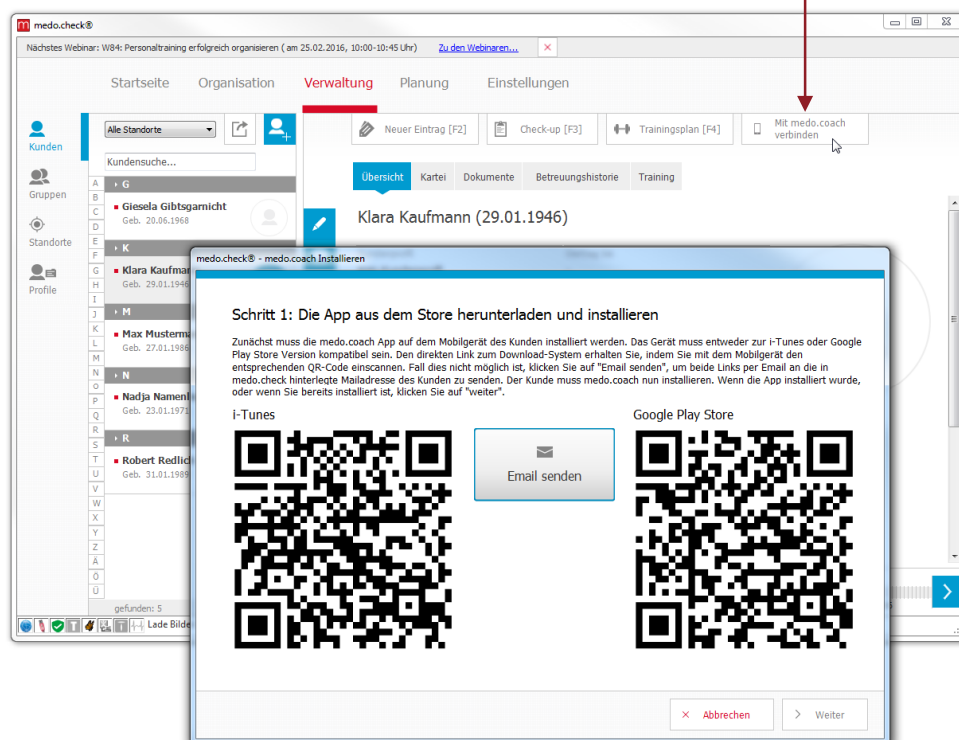 medo.check®
Nächstes Webinar: W84: Personaltraining erfolgreich organisieren ( am 25.02.2016, 10:00-10:45 Uhr) Zu den Webinaren...
Startseite Organisation Verwaltung Planung Einstellungen
Kunden
Gruppen
Standorte
Profile
Alle Standorte
Kundensuche...
A
B
C
D
E
F
G
H
I
J
K
L
M
N
O
P
Q
R
S
T
U
V
W
X
Y
Z
Ä
Ö
Ü
G
Giesela Gibtsgarnicht
Geb. 20.06.1968
K
Klara Kaufmann
Geb. 29.01.1946
M
Max Musterma
Geb. 27.01.1986
N
Nadja Namenl
Geb. 23.01.1971
R
Robert Redlic
Geb. 31.01.1989
gefunden: 5
Lade Bilde
Neuer Eintrag [F2]
Check-up [F3]
Trainingsplan [F4]
Mit medo.coach
verbinden
Übersicht Kartei Dokumente Betreuungshistorie Training
Klara Kaufmann (29.01.1946)
medo.check® - medo.coach Installieren
Schritt 1: Die App aus dem Store herunterladen und installieren
Zunächst muss die medo.coach App auf dem Mobilgerät des Kunden installiert werden. Das Gerät muss entweder zur i-Tunes oder Google
Play Store Version kompatibel sein. Den direkten Link zum Download-System erhalten Sie, indem Sie mit dem Mobilgerät den
entsprechenden QR-Code einscannen. Fall dies nicht möglich ist, klicken Sie auf "Email senden", um beide Links per Email an die in
medo.check hinterlegte Mailadresse des Kunden zu senden. Der Kunde muss medo.coach nun installieren. Wenn die App installiert wurde,
oder wenn Sie bereits installiert ist, klicken Sie auf "weiter".
i-Tunes
Email senden
Google Play Store
Abbrechen
Weiter